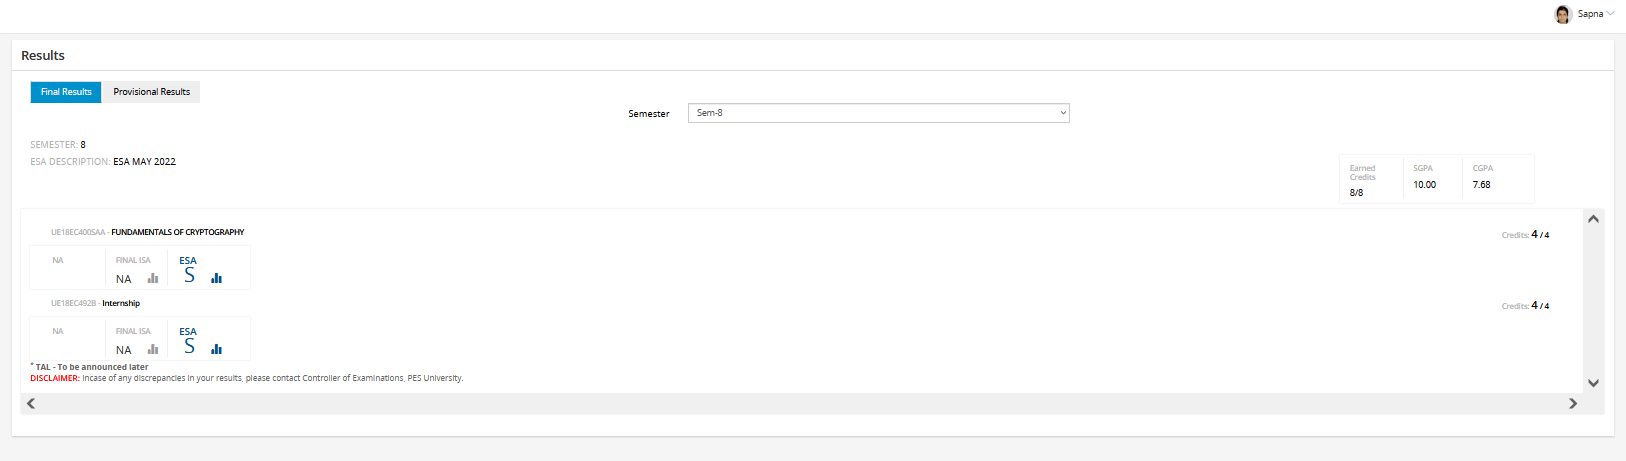 Sapna
Results
Final Results
Provisional Results
Semester
Sem-8
SEMESTER: 8
ESA DESCRIPTION: ESA MAY 2022
Earned Credits
8/8
SGPA
10.00
CGPA
7.68
UE18EC400SAA - FUNDAMENTALS OF CRYPTOGRAPHY
Credits: 4 / 4
NA
FINAL ISA
NA
ESA
S
UE18EC492B - Internship
Credits: 4 / 4
NA
FINAL ISA
NA
ESA
S
* TAL - To be announced later
DISCLAIMER: Incase of any discrepancies in your results, please contact Controller of Examinations, PES University.